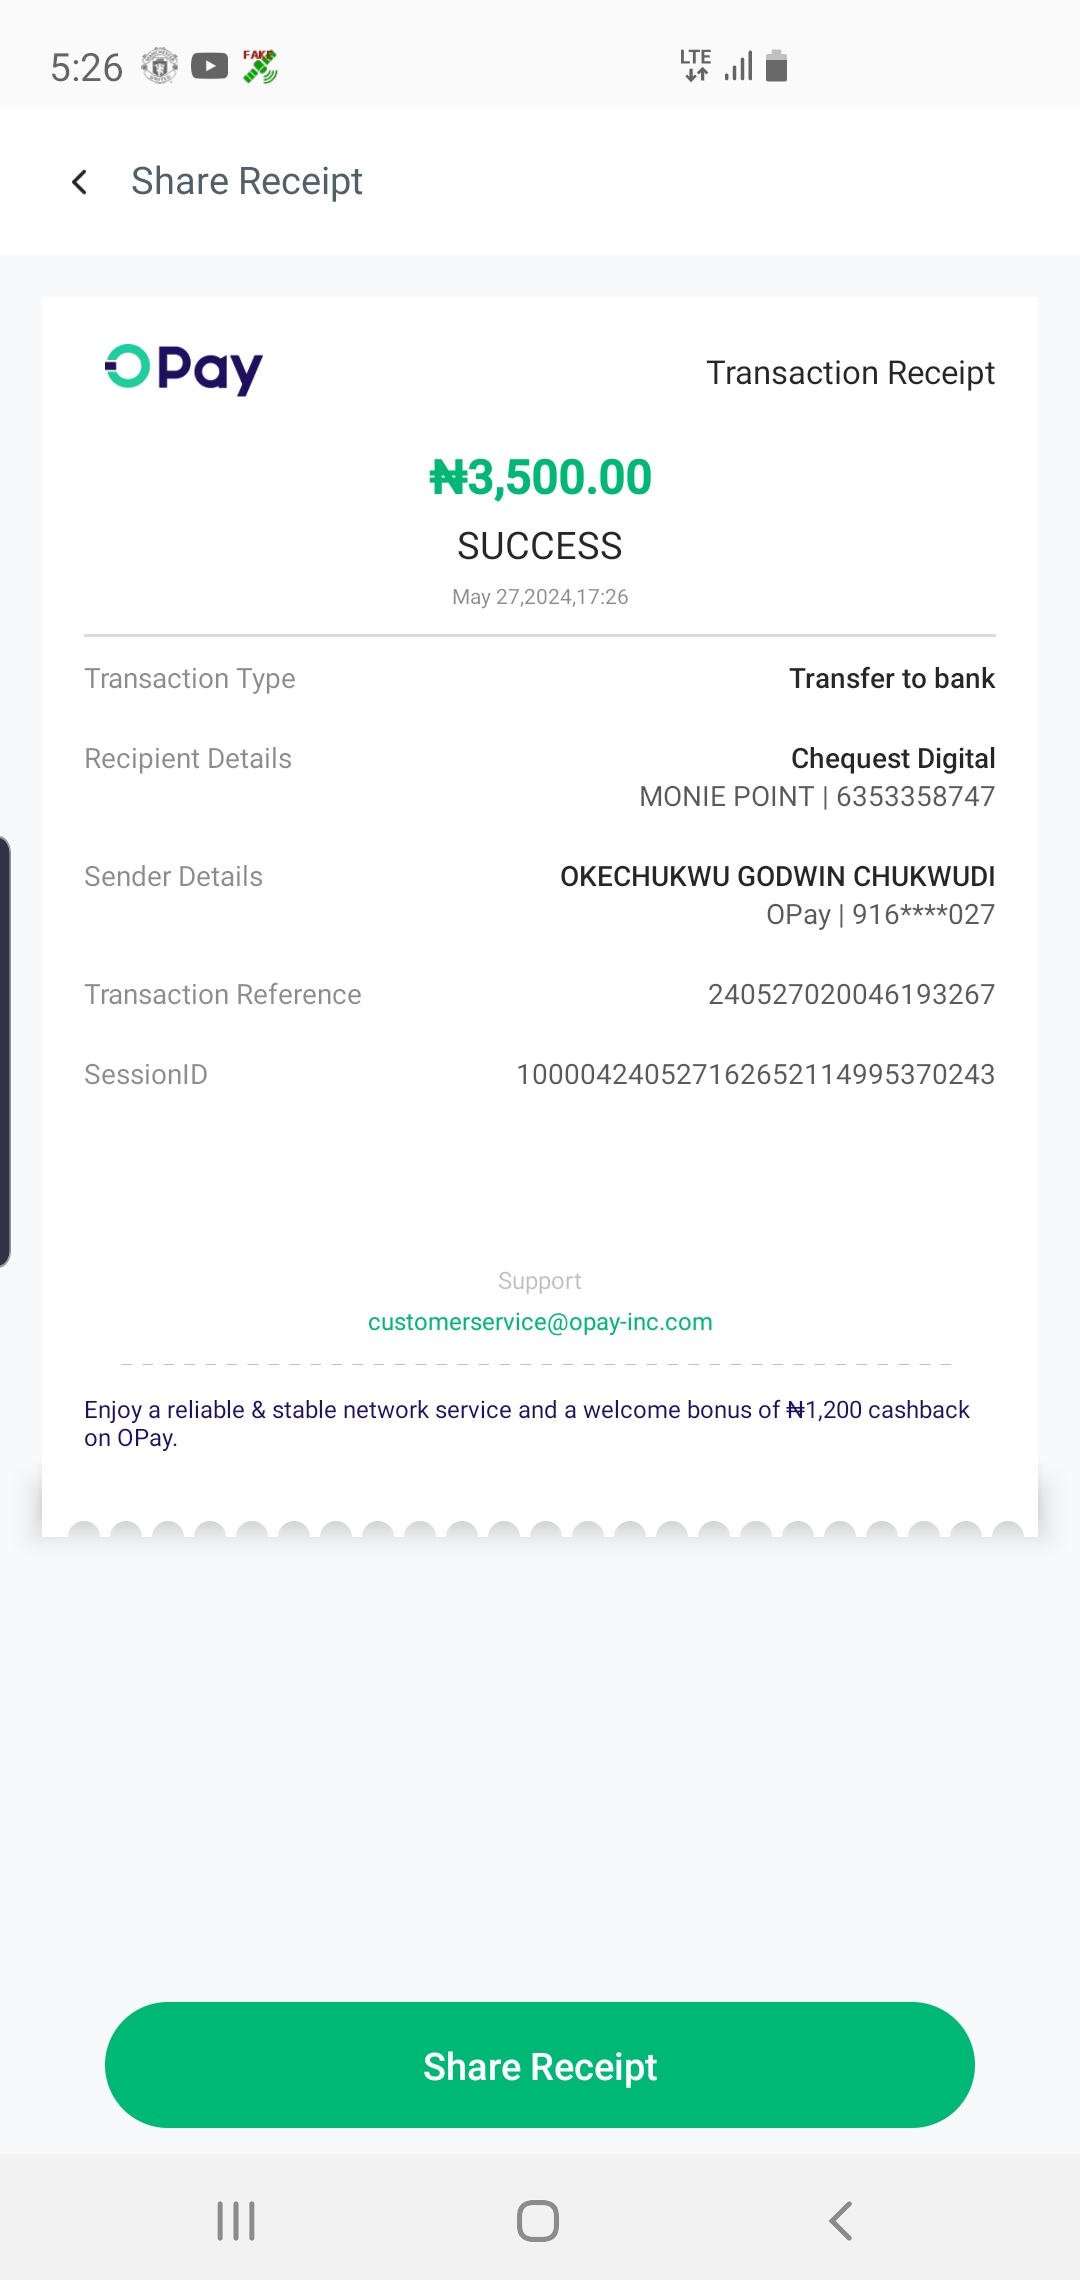 5:26 FAKE LTE
Share Receipt
OPay Transaction Receipt
₦3,500.00
SUCCESS
May 27,2024,17:26
Transaction Type Transfer to bank
Recipient Details Chequest Digital
MONIE POINT | 6353358747
Sender Details OKECHUKWU GODWIN CHUKWUDI
OPay | 916****027
Transaction Reference 240527020046193267
SessionID 100004240527162652114995370243
Support
customerservice@opay-inc.com
Enjoy a reliable & stable network service and a welcome bonus of ₦1,200 cashback
on OPay.
Share Receipt